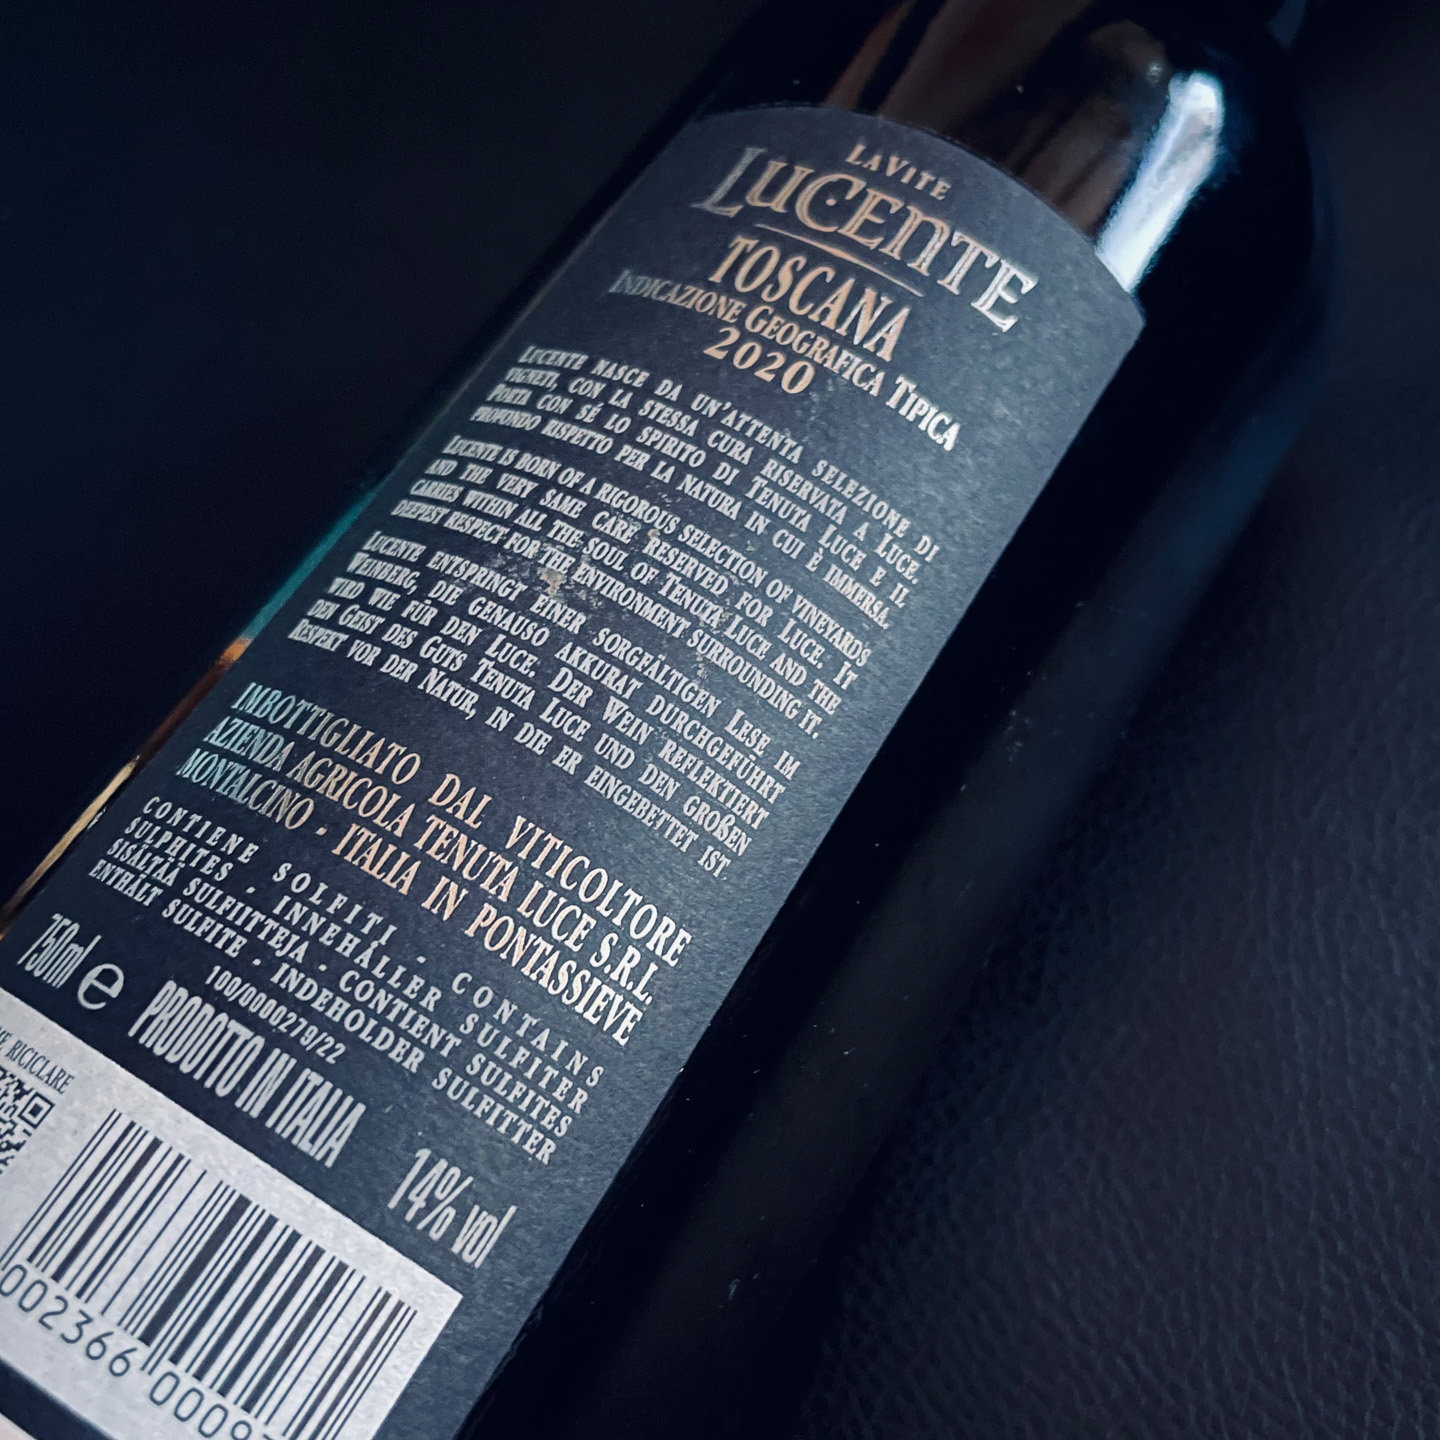 LA VITE
LUCENTE
TOSCANA
INDICAZIONE GEOGRAFICA TIPICA
2020
LUCENTE NASCE DA UN'ATTENTA SELEZIONE DI
VIGNETI, CON LA STESSA CURA RISERVATA A LUCE.
PORTA CON SÉ LO SPIRITO DI TENUTA LUCE E IL
PROFONDO RISPETTO PER LA NATURA IN CUI È IMMERSA.
LUCENTE IS BORN OF A RIGOROUS SELECTION OF VINEYARDS
AND THE VERY SAME CARE RESERVED FOR LUCE. IT
CARRIES WITHIN ALL THE SOUL OF TENUTA LUCE AND THE
DEEPEST RESPECT FOR THE ENVIRONMENT SURROUNDING IT.
LUCENTE ENTSPRINGT EINER SORGFÄLTIGEN LESE IM
WEINBERG, DIE GENAUSO AKKURAT DURCHGEFÜHRT
WIRD WIE FÜR DEN LUCE. DER WEIN REFLEKTIERT
DEN GEIST DES GUTS TENUTA LUCE UND DEN GROßEN
RESPEKT VOR DER NATUR, IN DIE ER EINGEBETTET IST
IMBOTTIGLIATO DAL VITICOLTORE
AZIENDA AGRICOLA TENUTA LUCE S.R.L.
MONTALCINO - ITALIA IN PONTASSIEVE
CONTIENE SOLFITI - CONTAINS
SULPHITES - INNEHÅLLER SULFITER
SISÄLTÄÄ SULFIITTEJA - CONTIENT SULFITES
ENTHÄLT SULFITE - INDEHOLDER SULFITTER
100/0000279/22
750ml e PRODOTTO IN ITALIA 14% vol
RICICLARE
002366 0009